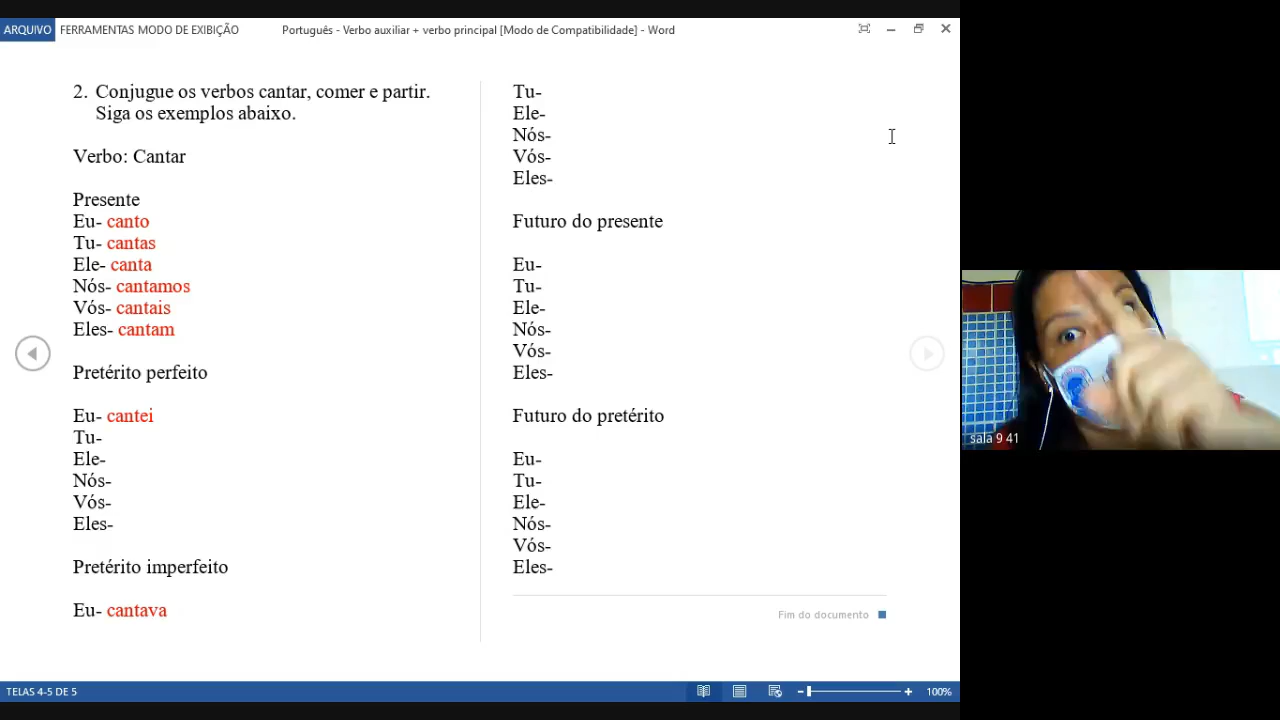 ARQUIVO FERRAMENTAS MODO DE EXIBIÇÃO Português - Verbo auxiliar + verbo principal [Modo de Compatibilidade] - Word
2. Conjugue os verbos cantar, comer e partir.
Siga os exemplos abaixo.
Verbo: Cantar
Presente
Eu- canto
Tu- cantas
Ele- canta
Nós- cantamos
Vós- cantais
Eles- cantam
Pretérito perfeito
Eu- cantei
Tu-
Ele-
Nós-
Vós-
Eles-
Pretérito imperfeito
Eu- cantava
Tu-
Ele-
Nós-
Vós-
Eles-
Futuro do presente
Eu-
Tu-
Ele-
Nós-
Vós-
Eles-
Futuro do pretérito
Eu-
Tu-
Ele-
Nós-
Vós-
Eles-
Fim do documento
sala 9 41
TELAS 4-5 DE 5
100%